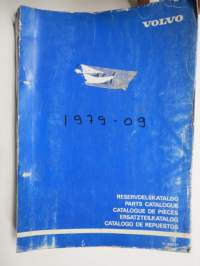 VOLVO
1979-09
RESERVDELSKATALOG
PARTS CATALOGUE
CATALOGUE DE PIÈCES
ERSATZTEILKATALOG
CATALOGO DE REPUESTOS